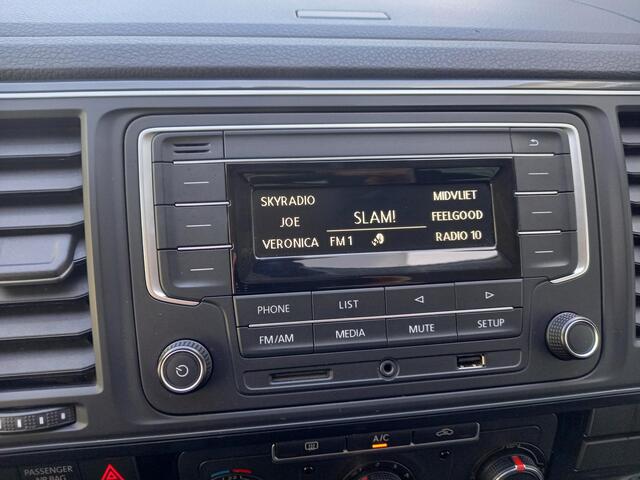 SKYRADIO
MIDVLIET
JOE
SLAM!
FEELGOOD
VERONICA
FM 1
RADIO 10
PHONE
LIST
FM/AM
MEDIA
MUTE
SETUP
A/C
PASSENGER
AIR BAG